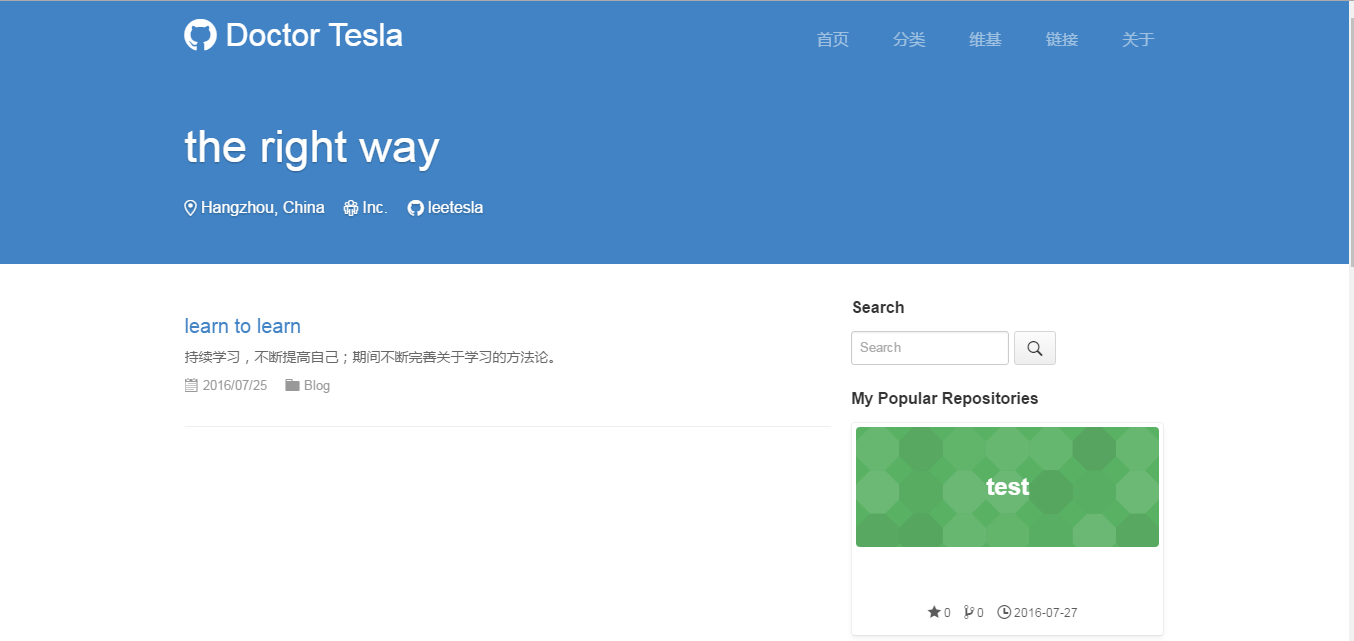 Doctor Tesla
首页 分类 维基 链接 关于
the right way
Hangzhou, China Inc. leetesla
learn to learn
持续学习，不断提高自己；期间不断完善关于学习的方法论。
2016/07/25 Blog
Search
Search
My Popular Repositories
test
0 0 2016-07-27